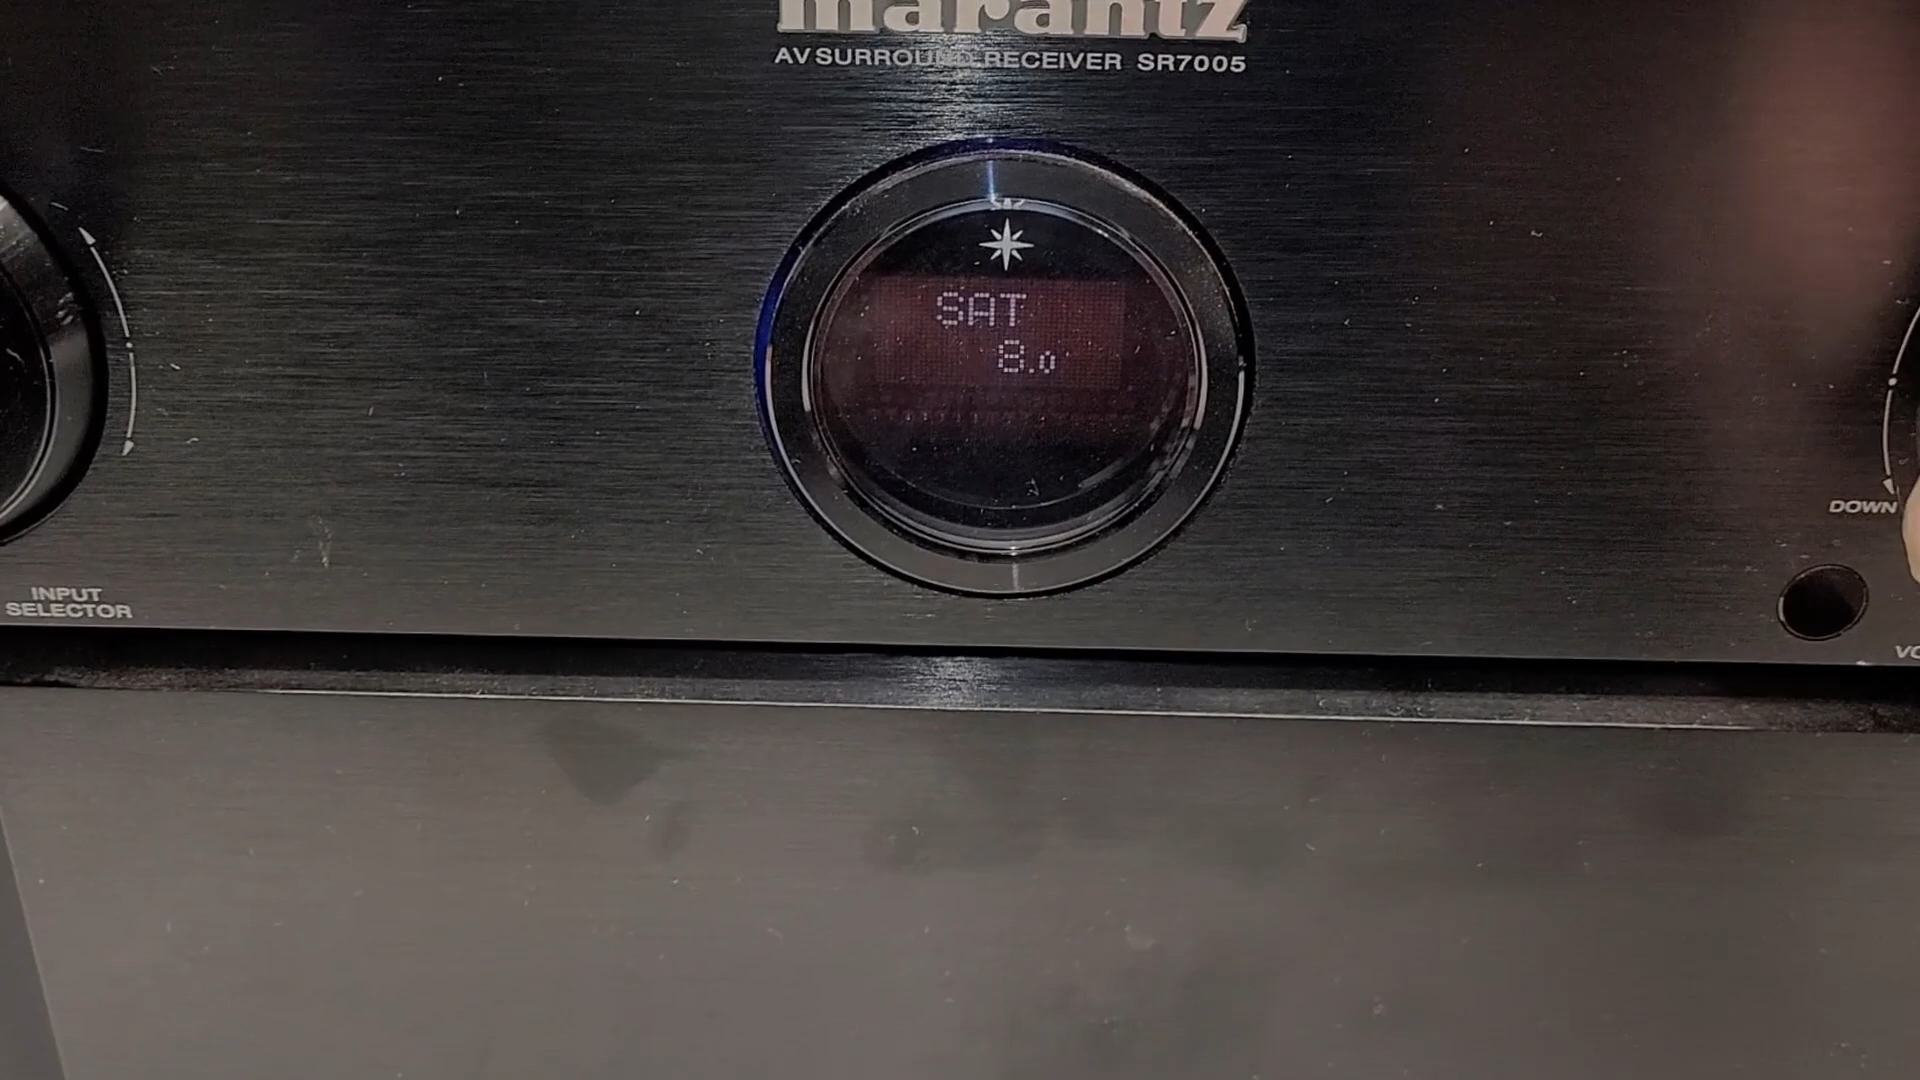 marantz
AV SURROUND RECEIVER SR7005
SAT
8.0
DOWN
INPUT
SELECTOR